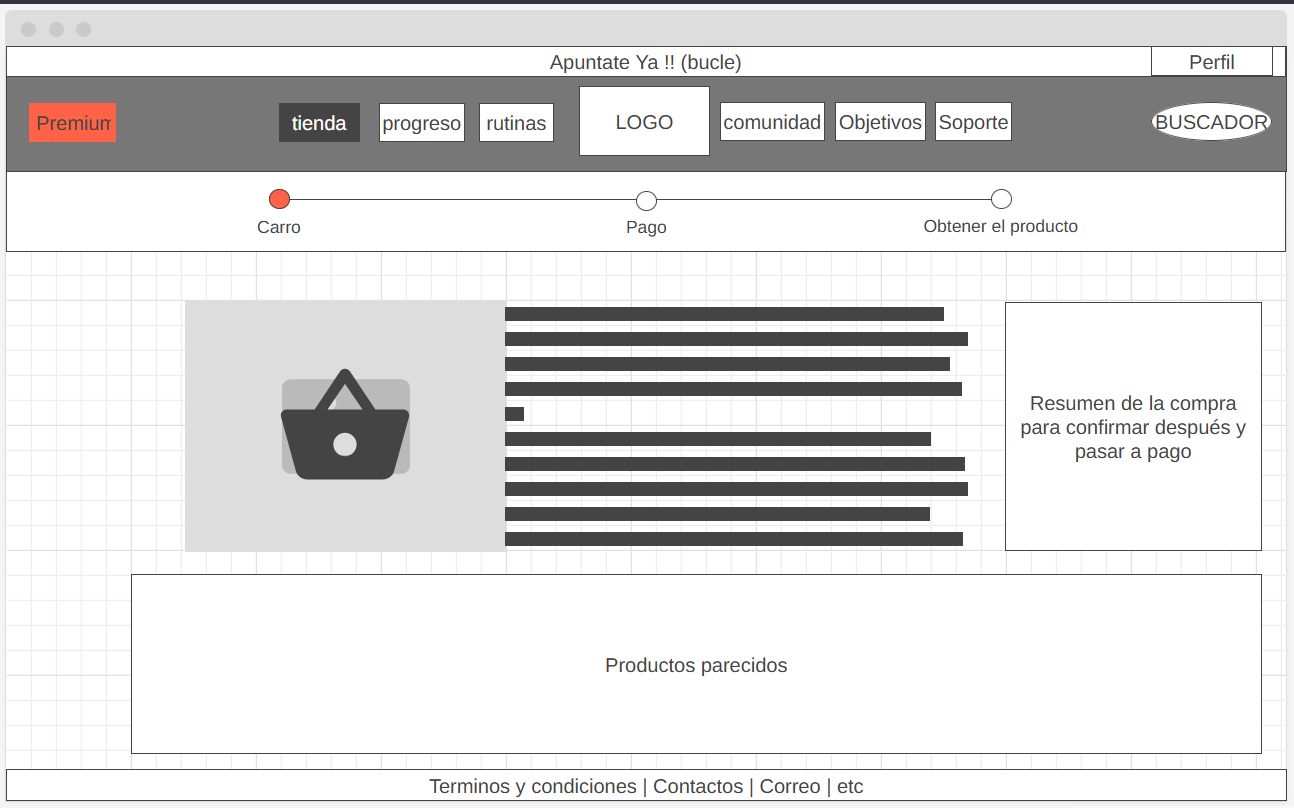 Apuntate Ya !! (bucle)
Perfil
Premium
tienda
progreso
rutinas
LOGO
comunidad
Objetivos
Soporte
BUSCADOR
Carro
Pago
Obtener el producto
Resumen de la compra
para confirmar después y
pasar a pago
Productos parecidos
Terminos y condiciones | Contactos | Correo | etc